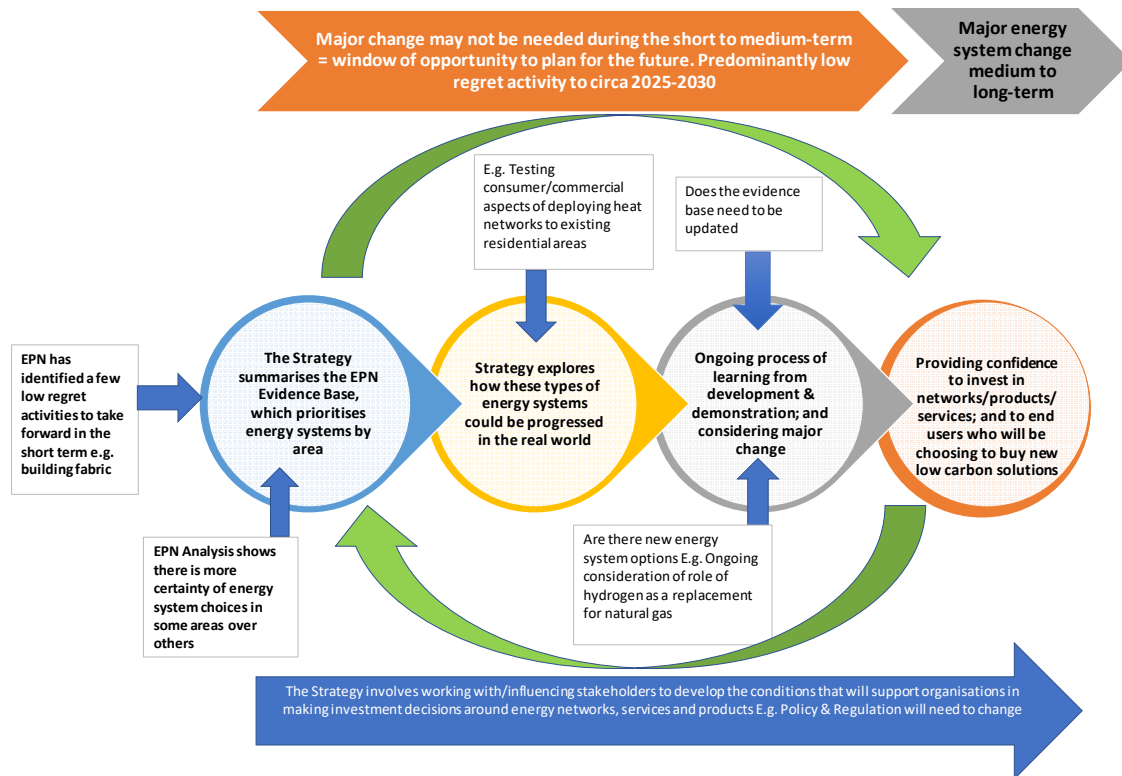 Major change may not be needed during the short to medium-term
= window of opportunity to plan for the future. Predominantly low
regret activity to circa 2025-2030
Major energy
system change
medium to
long-term
E.g. Testing
consumer/commercial
aspects of deploying heat
networks to existing
residential areas
Does the evidence
base need to be
updated
EPN has
identified a few
low regret
activities to take
forward in the
short term e.g.
building fabric
The Strategy
summarises the EPN
Evidence Base,
which prioritises
energy systems by
area
Strategy explores
how these types of
energy systems
could be progressed
in the real world
Ongoing process of
learning from
development &
demonstration; and
considering major
change
Providing confidence
to invest in
networks/products/
services; and to end
users who will be
choosing to buy new
low carbon solutions
EPN Analysis shows
there is more
certainty of energy
system choices in
some areas over
others
Are there new energy
system options E.g. Ongoing
consideration of role of
hydrogen as a replacement
for natural gas
The Strategy involves working with/influencing stakeholders to develop the conditions that will support organisations in
making investment decisions around energy networks, services and products E.g. Policy & Regulation will need to change